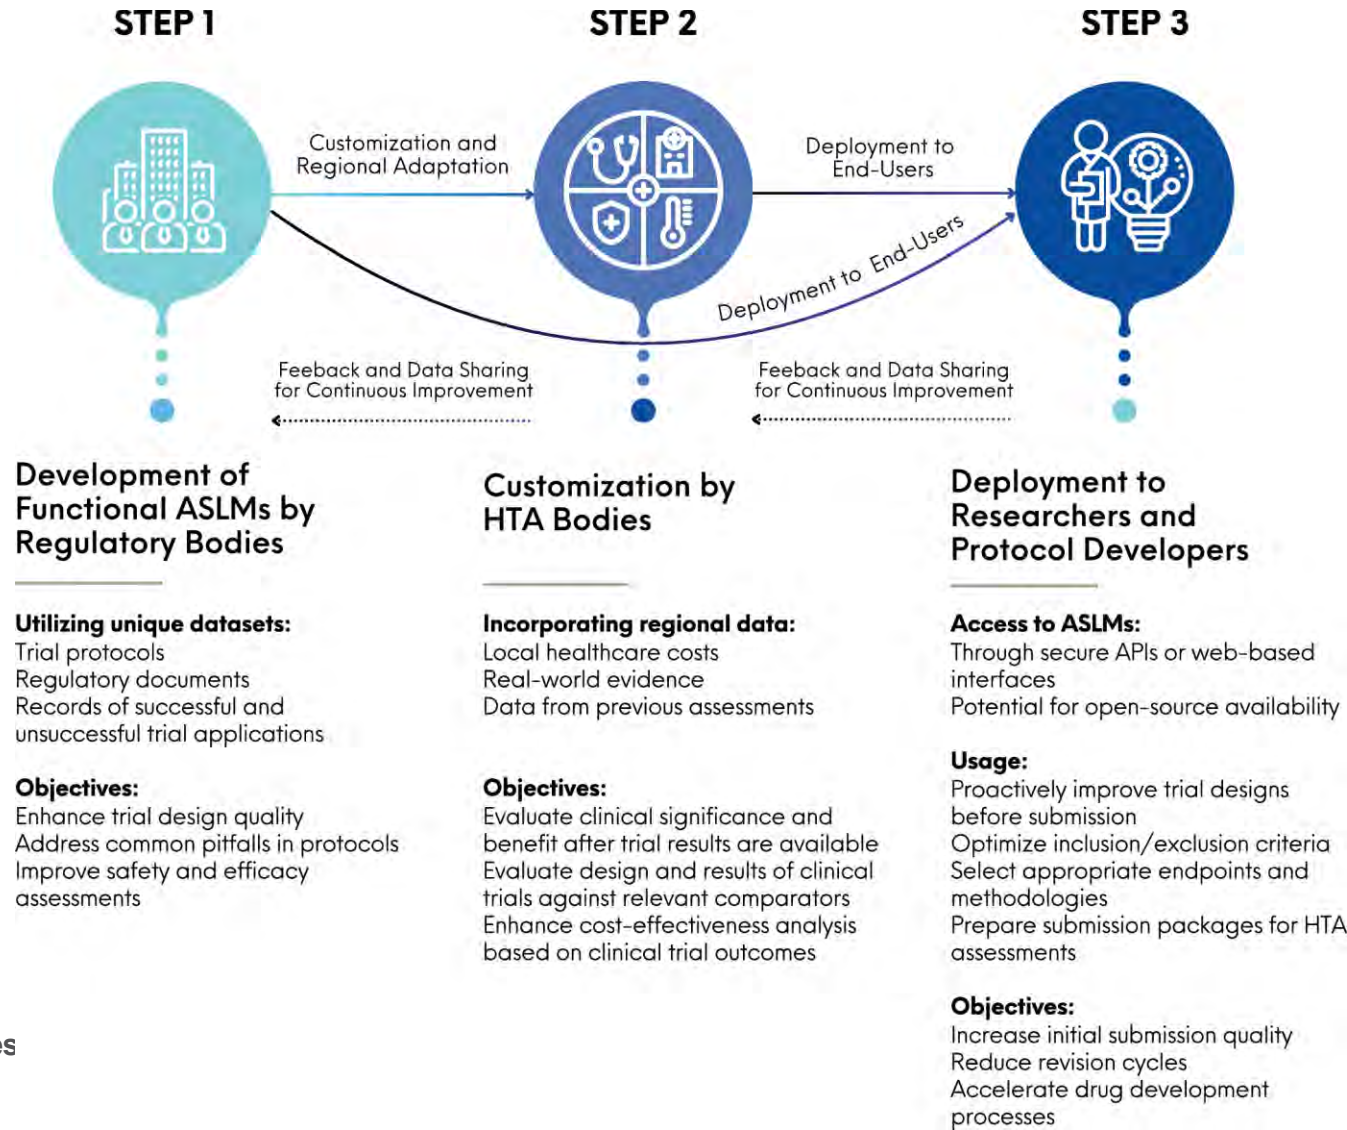 STEP 1
STEP 2
STEP 3
Customization and
Regional Adaptation
Deployment to
End-Users
Deployment to End-Users
Feeback and Data Sharing
for Continuous Improvement
Feeback and Data Sharing
for Continuous Improvement
Development of
Functional ASLMs by
Regulatory Bodies
Utilizing unique datasets:
Trial protocols
Regulatory documents
Records of successful and
unsuccessful trial applications
Objectives:
Enhance trial design quality
Address common pitfalls in protocols
Improve safety and efficacy
assessments
Customization by
HTA Bodies
Incorporating regional data:
Local healthcare costs
Real-world evidence
Data from previous assessments
Objectives:
Evaluate clinical significance and
benefit after trial results are available
Evaluate design and results of clinical
trials against relevant comparators
Enhance cost-effectiveness analysis
based on clinical trial outcomes
Deployment to
Researchers and
Protocol Developers
Access to ASLMs:
Through secure APIs or web-based
interfaces
Potential for open-source availability
Usage:
Proactively improve trial designs
before submission
Optimize inclusion/exclusion criteria
Select appropriate endpoints and
methodologies
Prepare submission packages for HTA
assessments
Objectives:
Increase initial submission quality
Reduce revision cycles
Accelerate drug development
processes